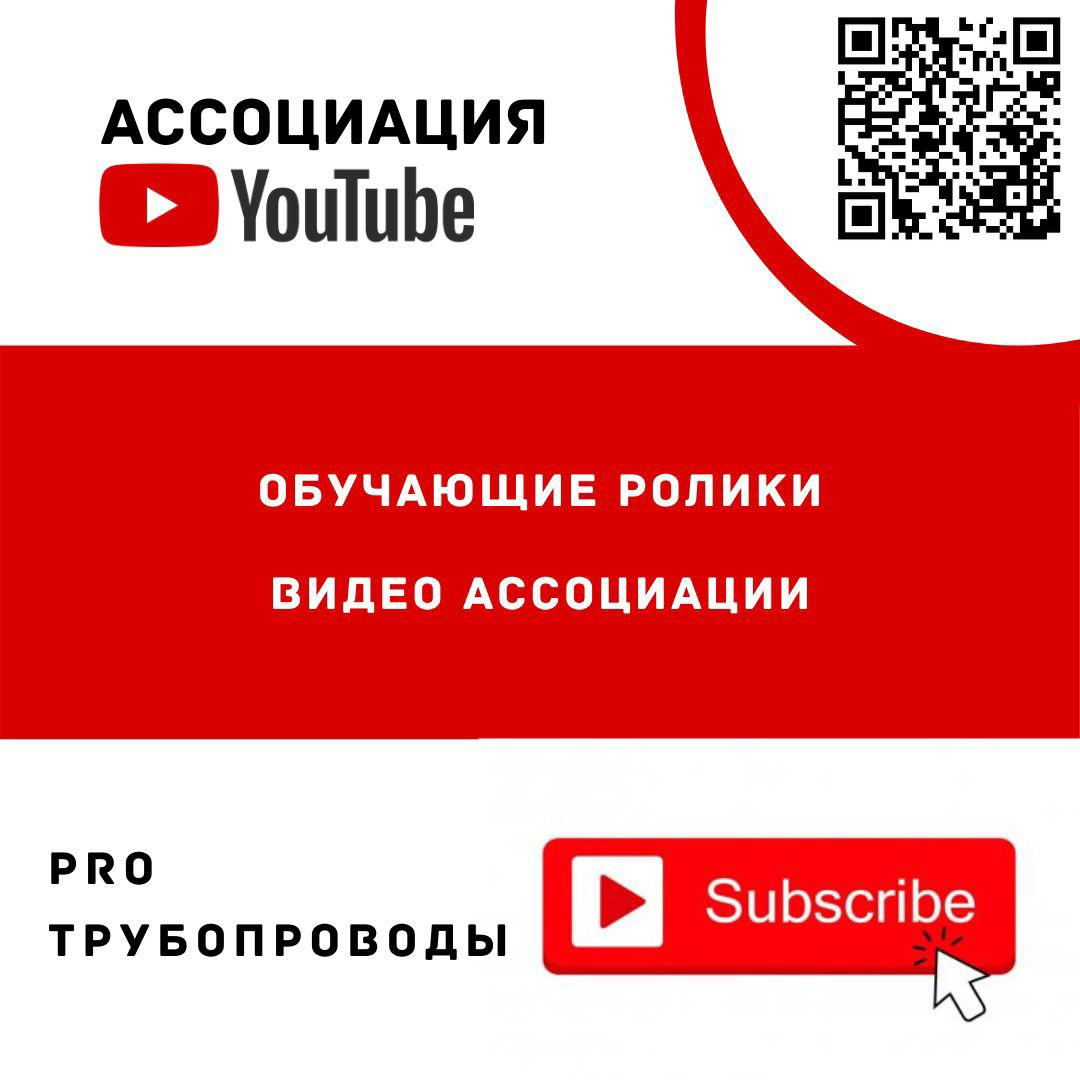 АССОЦИАЦИЯ
YouTube
ОБУЧАЮЩИЕ РОЛИКИ
ВИДЕО АССОЦИАЦИИ
PRO
ТРУБОПРОВОДЫ
Subscribe